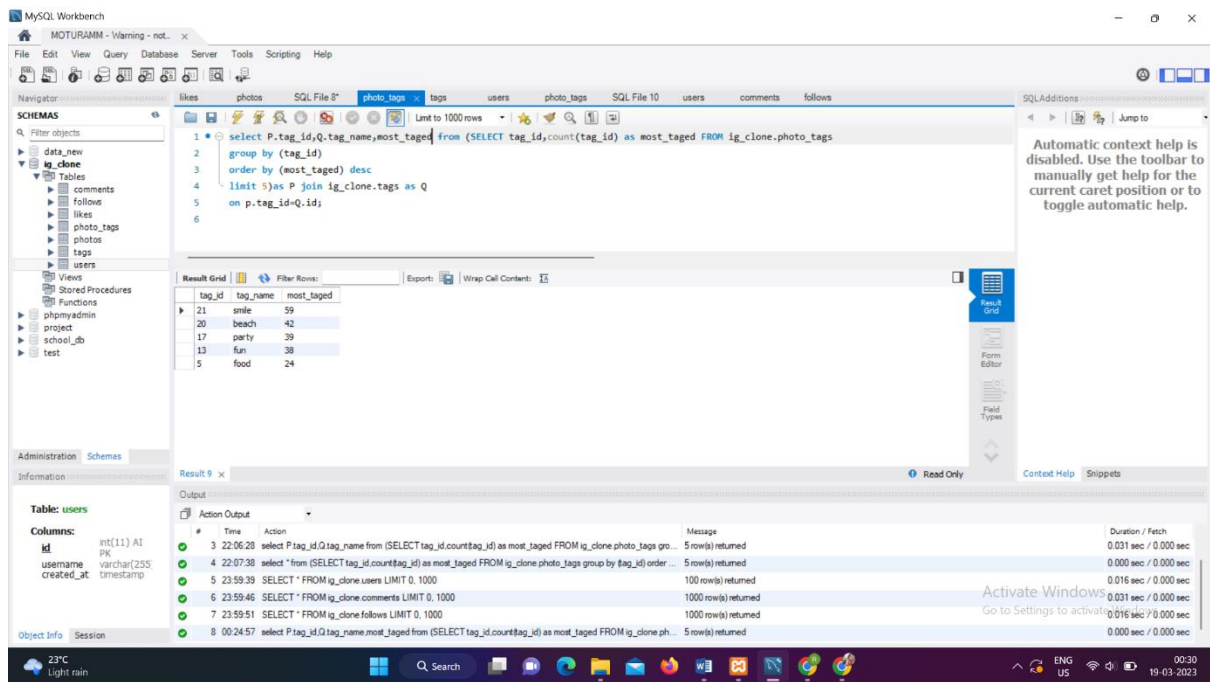 MySQL Workbench
MOTURAMM - Warning - not..
File Edit View Query Database Server Tools Scripting Help
Navigator
SCHEMAS
Filter objects
data_new
ig_clone
Tables
comments
follows
likes
photo_tags
photos
tags
users
Views
Stored Procedures
Functions
phpmyadmin
project
school_db
test
Administration Schemas
Information
Table: users
Columns:
id int(11) AI PK
username varchar(255
created_at timestamp
Object Info Session
likes photos SQL File 8* photo_tags tags users photo_tags SQL File 10 users comments follows
Limit to 1000 rows
1 select P.tag_id,Q.tag_name,most_taged from (SELECT tag_id,count(tag_id) as most_taged FROM ig_clone.photo_tags
2 group by (tag_id)
3 order by (most_taged) desc
4 limit 5)as P join ig_clone.tags as Q
5 on p.tag_id=Q.id;
6
Result Grid Filter Rows: Export: Wrap Cell Content:
tag_id tag_name most_taged
21 smile 59
20 beach 42
17 party 39
13 fun 38
5 food 24
Result Grid
Form Editor
Field Types
Result 9 Read Only
SQLAdditions
Jump to
Automatic context help is
disabled. Use the toolbar to
manually get help for the
current caret position or to
toggle automatic help.
Context Help Snippets
Output
Action Output
# Time Action Message Duration / Fetch
3 22:06:28 select P.tag_id,Q.tag_name from (SELECT tag_id,count(tag_id) as most_taged FROM ig_clone.photo_tags gro... 5 row(s) returned 0.031 sec / 0.000 sec
4 22:07:38 select * from (SELECT tag_id,count(tag_id) as most_taged FROM ig_clone.photo_tags group by (tag_id) order ... 5 row(s) returned 0.000 sec / 0.000 sec
5 23:59:39 SELECT * FROM ig_clone.users LIMIT 0, 1000 100 row(s) returned 0.016 sec / 0.000 sec
6 23:59:46 SELECT * FROM ig_clone.comments LIMIT 0, 1000 1000 row(s) returned 0.031 sec / 0.000 sec
7 23:59:51 SELECT * FROM ig_clone.follows LIMIT 0, 1000 1000 row(s) returned 0.016 sec / 0.000 sec
8 00:24:57 select P.tag_id,Q.tag_name,most_taged from (SELECT tag_id,count(tag_id) as most_taged FROM ig_clone.ph... 5 row(s) returned 0.000 sec / 0.000 sec
Activate Windows
Go to Settings to activate Windows.
23°C
Light rain
Search
ENG
US
00:30
19-03-2023